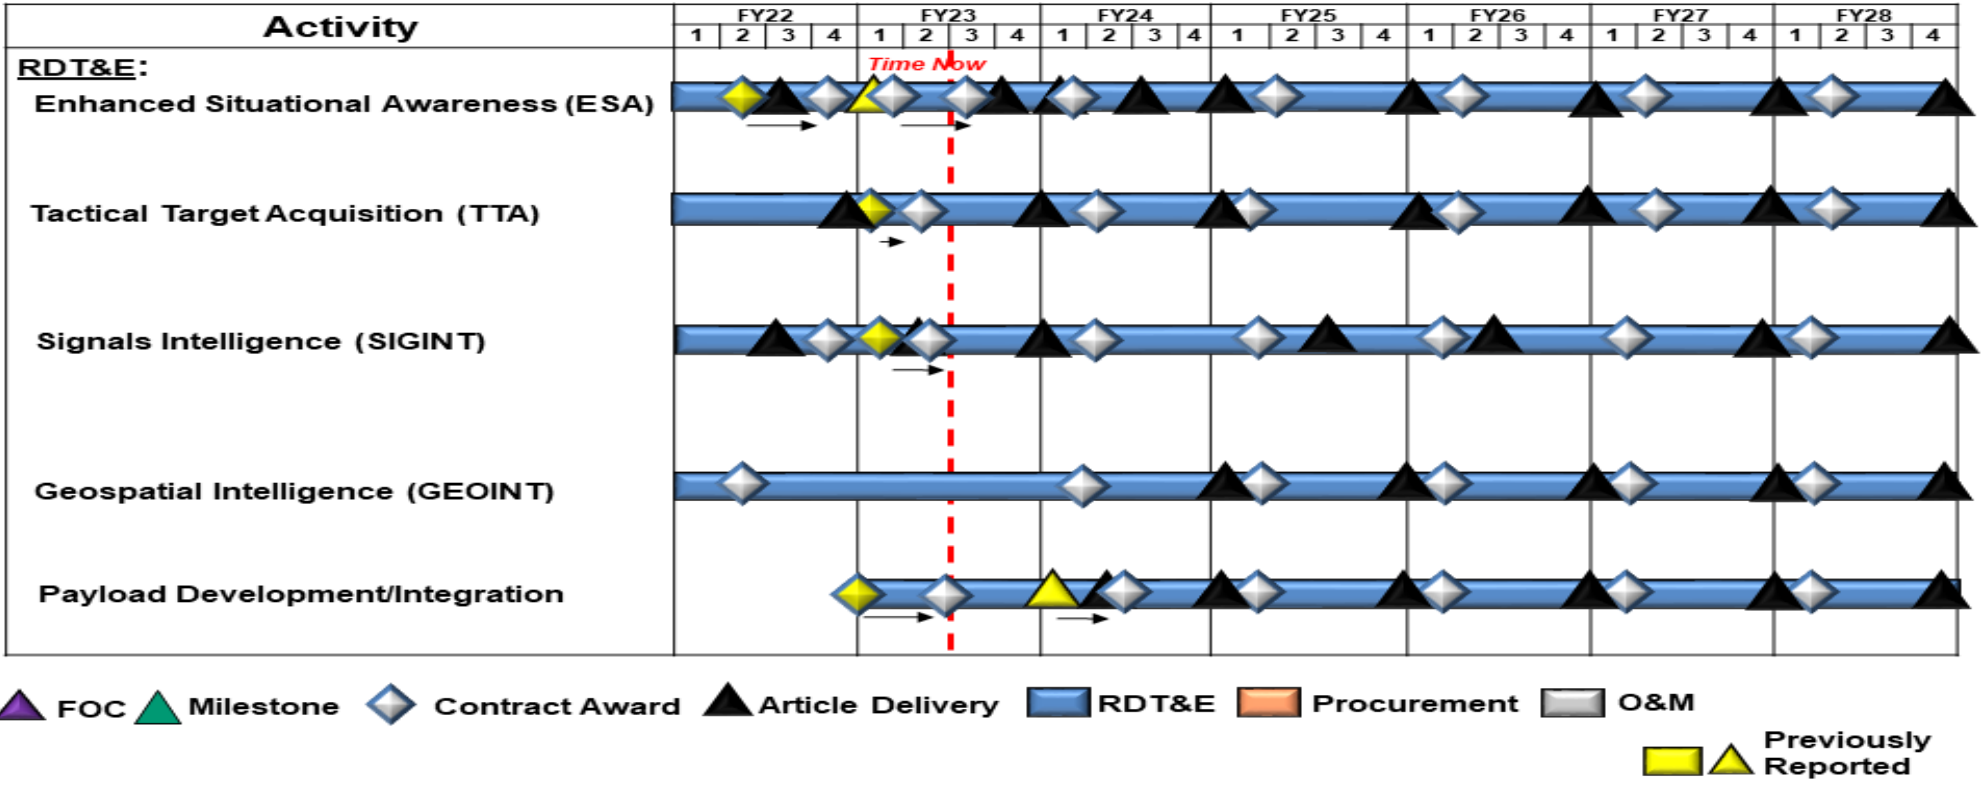 Activity
FY22 FY23 FY24 FY25 FY26 FY27 FY28
1 2 3 4 1 2 3 4 1 2 3 4 1 2 3 4 1 2 3 4 1 2 3 4 1 2 3 4
RDT&E:
Time Now
Enhanced Situational Awareness (ESA)
Tactical Target Acquisition (TTA)
Signals Intelligence (SIGINT)
Geospatial Intelligence (GEOINT)
Payload Development/Integration
FOC Milestone Contract Award Article Delivery RDT&E Procurement O&M
Previously
Reported